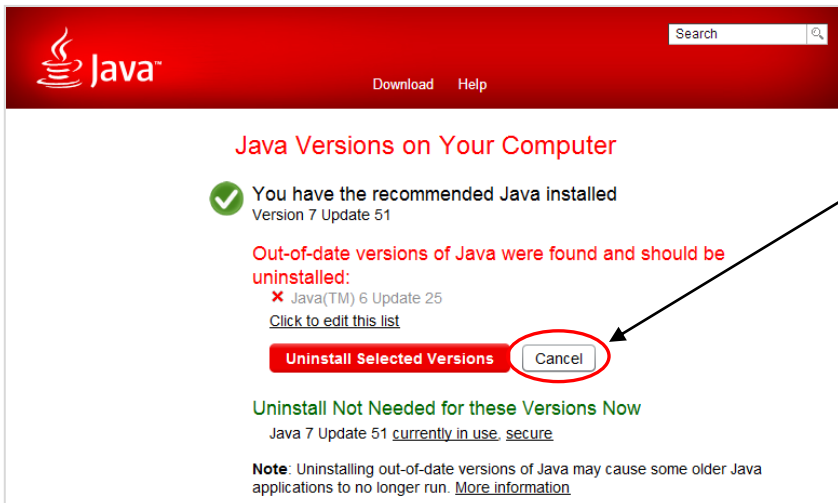 Search
Java™
Download Help
Java Versions on Your Computer
You have the recommended Java installed
Version 7 Update 51
Out-of-date versions of Java were found and should be
uninstalled:
Java(TM) 6 Update 25
Click to edit this list
Uninstall Selected Versions Cancel
Uninstall Not Needed for these Versions Now
Java 7 Update 51 currently in use, secure
Note: Uninstalling out-of-date versions of Java may cause some older Java
applications to no longer run. More information